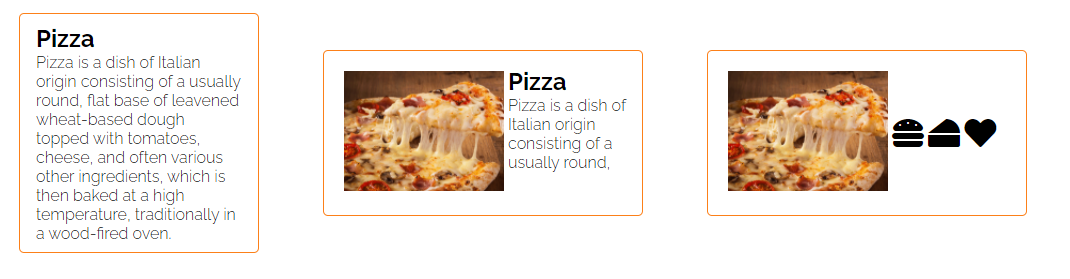 Pizza
Pizza is a dish of Italian
origin consisting of a usually
round, flat base of leavened
wheat-based dough
topped with tomatoes,
cheese, and often various
other ingredients, which is
then baked at a high
temperature, traditionally in
a wood-fired oven.
Pizza
Pizza is a dish of
Italian origin
consisting of a
usually round,